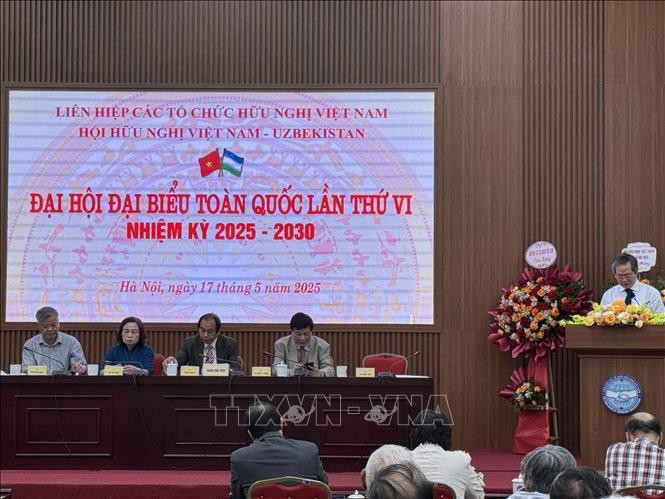 LIÊN HIỆP CÁC TỔ CHỨC HỮU NGHỊ VIỆT NAM
HỘI HỮU NGHỊ VIỆT NAM - UZBEKISTAN
ĐẠI HỘI ĐẠI BIỂU TOÀN QUỐC LẦN THỨ VI
NHIỆM KỲ 2025 - 2030
Hà Nội, ngày 17 tháng 5 năm 2025
TTXVN - VNA